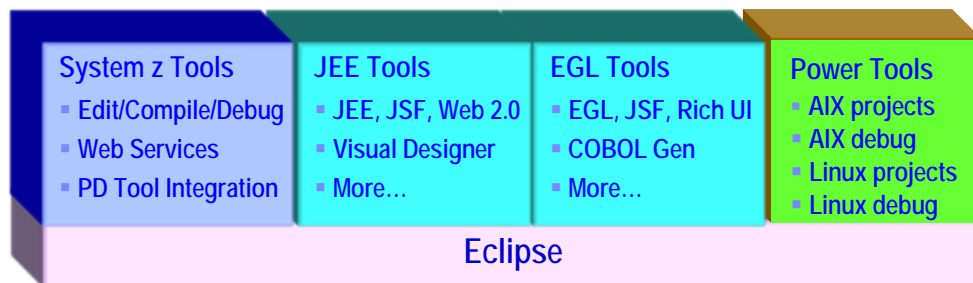 System z Tools
▪ Edit/Compile/Debug
▪ Web Services
▪ PD Tool Integration
JEE Tools
▪ JEE, JSF, Web 2.0
▪ Visual Designer
▪ More...
EGL Tools
▪ EGL, JSF, Rich UI
▪ COBOL Gen
▪ More...
Power Tools
▪ AIX projects
▪ AIX debug
▪ Linux projects
▪ Linux debug
Eclipse